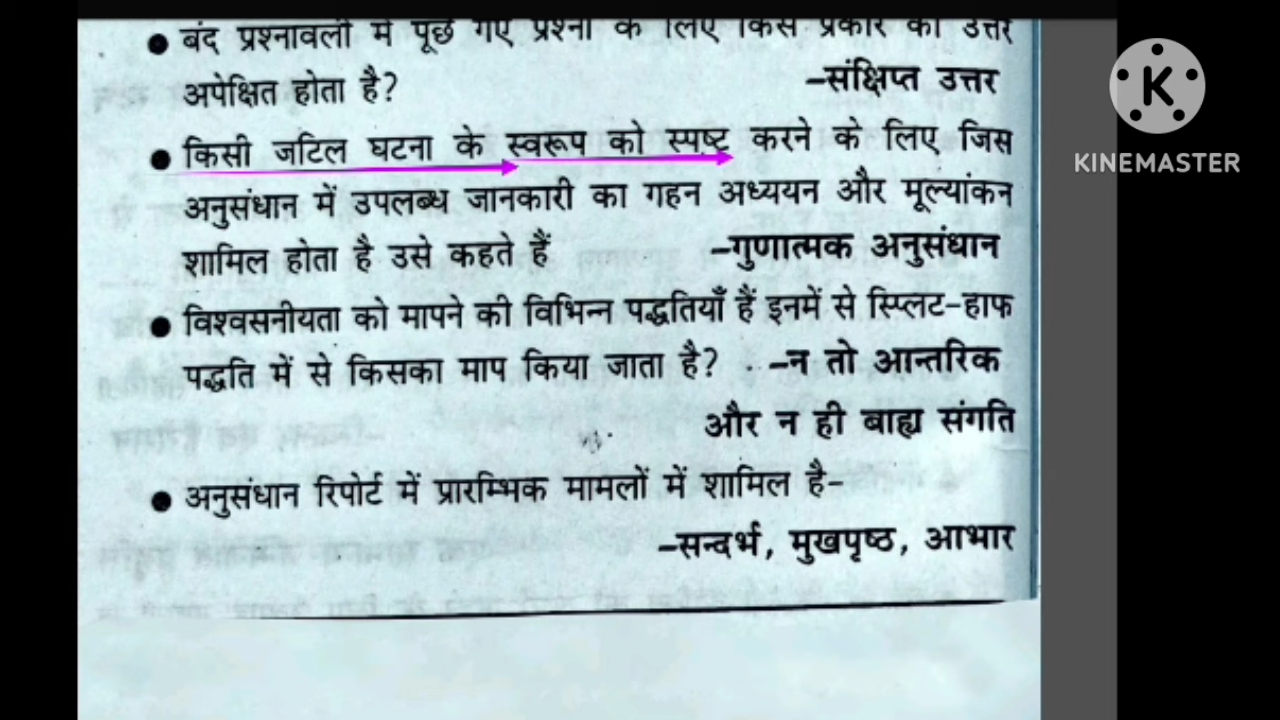 ● बंद प्रश्नावली में पूछे गए प्रश्नों के लिए किस प्रकार का उत्तर
अपेक्षित होता है? –संक्षिप्त उत्तर
● किसी जटिल घटना के स्वरूप को स्पष्ट करने के लिए जिस
अनुसंधान में उपलब्ध जानकारी का गहन अध्ययन और मूल्यांकन
शामिल होता है उसे कहते हैं –गुणात्मक अनुसंधान
● विश्वसनीयता को मापने की विभिन्न पद्धतियाँ हैं इनमें से स्प्लिट-हाफ
पद्धति में से किसका माप किया जाता है? –न तो आन्तरिक
और न ही बाह्य संगति
● अनुसंधान रिपोर्ट में प्रारम्भिक मामलों में शामिल है–
–सन्दर्भ, मुखपृष्ठ, आभार
K
KINEMASTER